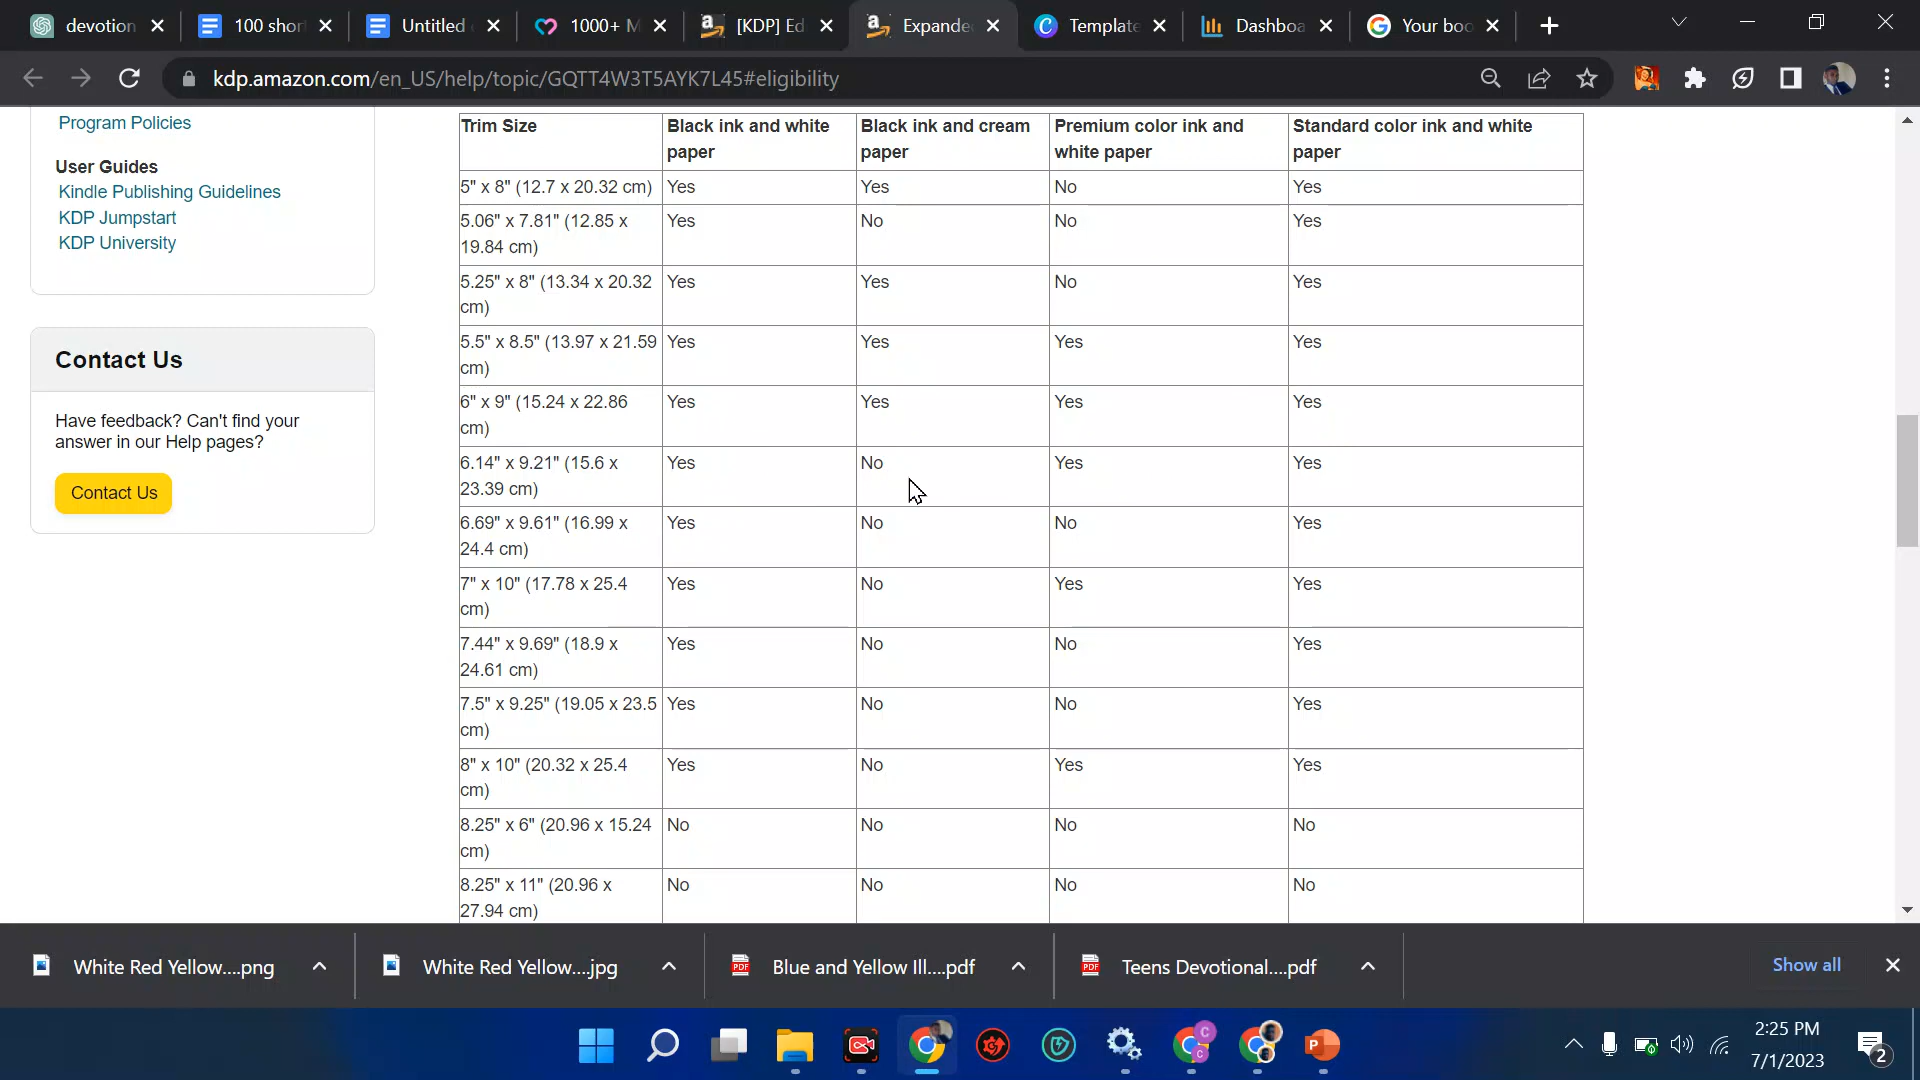 devotion
100 shor
Untitled
1000+ M
[KDP] Ed
Expande
Template
Dashboa
Your boo
kdp.amazon.com/en_US/help/topic/GQTT4W3T5AYK7L45#eligibility
Program Policies
User Guides
Kindle Publishing Guidelines
KDP Jumpstart
KDP University
Contact Us
Have feedback? Can't find your
answer in our Help pages?
Contact Us
Trim Size
Black ink and white
paper
Black ink and cream
paper
Premium color ink and
white paper
Standard color ink and white
paper
5" x 8" (12.7 x 20.32 cm) Yes Yes No Yes
5.06" x 7.81" (12.85 x Yes No No Yes
19.84 cm)
5.25" x 8" (13.34 x 20.32 Yes Yes No Yes
cm)
5.5" x 8.5" (13.97 x 21.59 Yes Yes Yes Yes
cm)
6" x 9" (15.24 x 22.86 Yes Yes Yes Yes
cm)
6.14" x 9.21" (15.6 x Yes No Yes Yes
23.39 cm)
6.69" x 9.61" (16.99 x Yes No No Yes
24.4 cm)
7" x 10" (17.78 x 25.4 Yes No Yes Yes
cm)
7.44" x 9.69" (18.9 x Yes No No Yes
24.61 cm)
7.5" x 9.25" (19.05 x 23.5 Yes No No Yes
cm)
8" x 10" (20.32 x 25.4 Yes No Yes Yes
cm)
8.25" x 6" (20.96 x 15.24 No No No No
cm)
8.25" x 11" (20.96 x No No No No
27.94 cm)
White Red Yellow....png
White Red Yellow....jpg
Blue and Yellow Ill....pdf
Teens Devotional....pdf
Show all
2:25 PM
7/1/2023
2